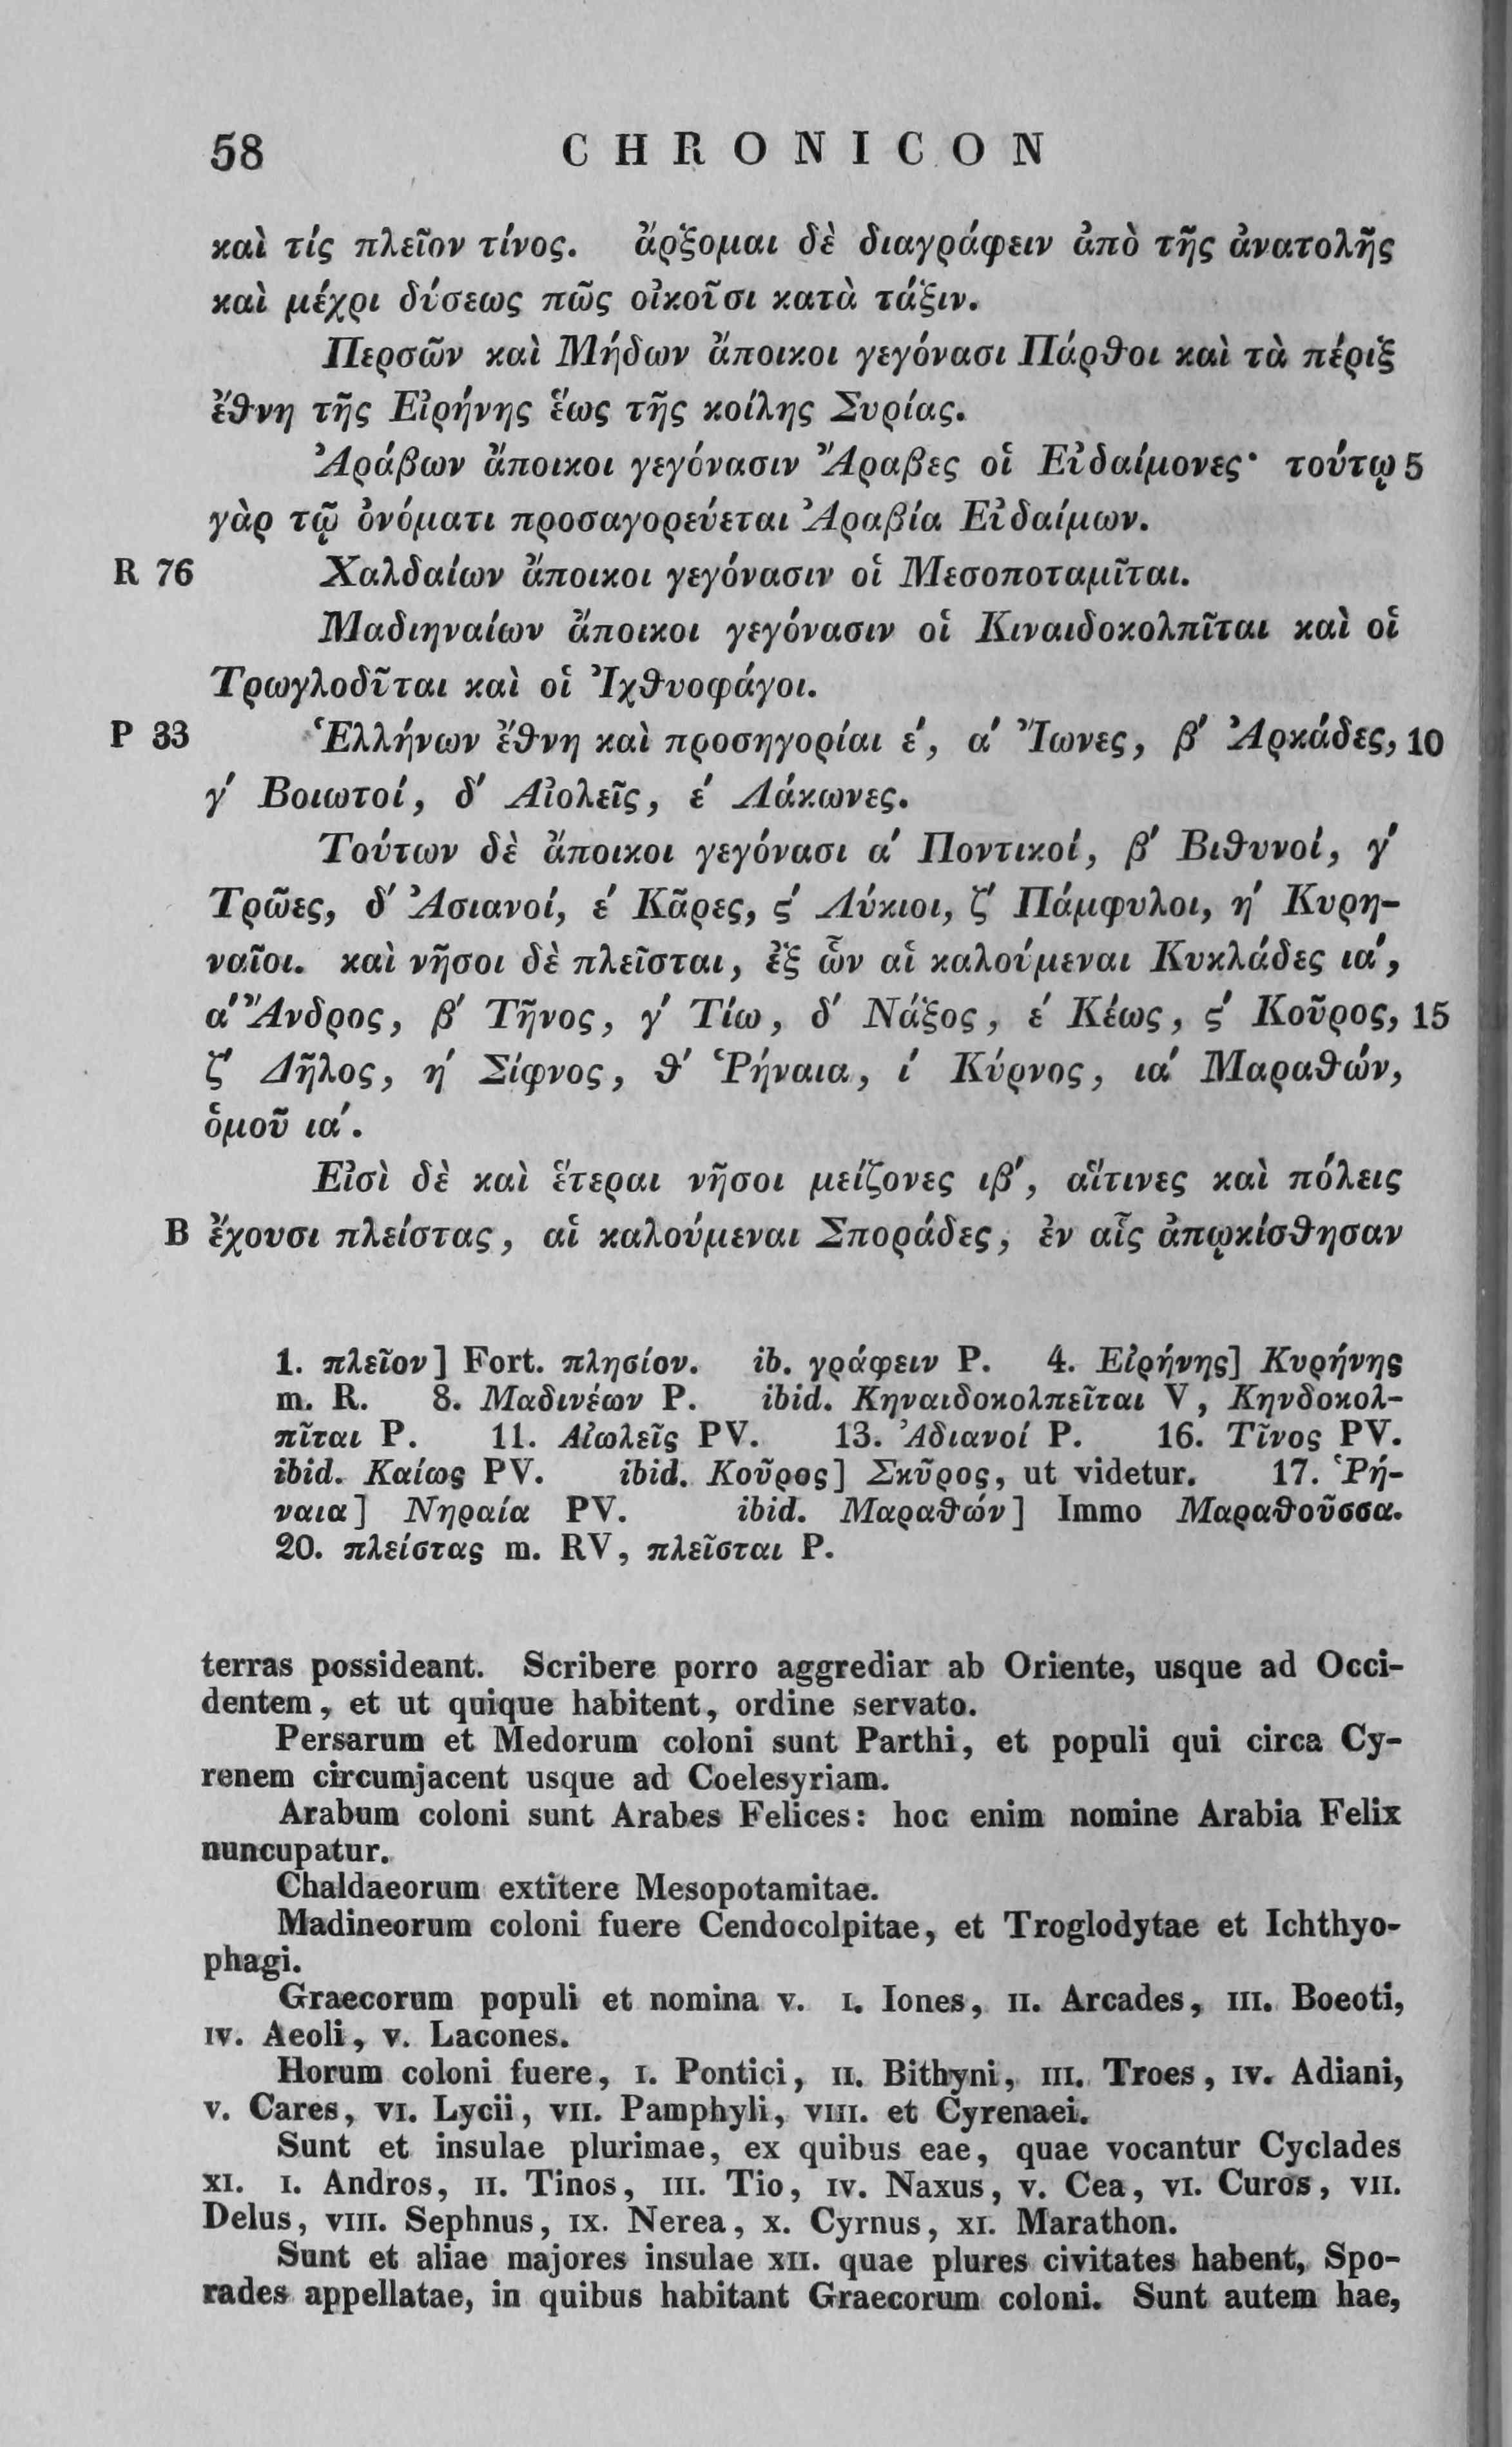 58 CHRONICON
καὶ τίς πλεῖον τίνος. ἄρξομαι δὲ διαγράφειν ἀπὸ τῆς ἀνατολῆς
καὶ μέχρι δύσεως πῶς οἰκοῦσι κατὰ τάξιν.
Περσῶν καὶ Μήδων ἄποικοι γεγόνασι Πάρθοι καὶ τὰ πέριξ
ἔθνη τῆς Εἰρήνης ἕως τῆς κοίλης Συρίας.
Ἀράβων ἄποικοι γεγόνασιν Ἄραβες οἱ Εὐδαίμονες· τούτῳ 5
γὰρ τῷ ὀνόματι προσαγορεύεται Ἀραβία Εὐδαίμων.
R 76 Χαλδαίων ἄποικοι γεγόνασιν οἱ Μεσοποταμῖται.
Μαδιηναίων ἄποικοι γεγόνασιν οἱ Κιναιδοκολπῖται καὶ οἱ
Τρωγλοδῦται καὶ οἱ Ἰχθυοφάγοι.
P 33 Ἑλλήνων ἔθνη καὶ προσηγορίαι ε΄, α΄ Ἴωνες, β΄ Ἀρκάδες, 10
γ΄ Βοιωτοί, δ΄ Αἰολεῖς, ε΄ Λάκωνες.
Τούτων δὲ ἄποικοι γεγόνασι α΄ Ποντικοί, β΄ Βιθυνοί, γ΄
Τρῶες, δ΄ Ἀσιανοί, ε΄ Κᾶρες, ϛ΄ Λύκιοι, ζ΄ Πάμφυλοι, η΄ Κυρη-
ναῖοι. καὶ νῆσοι δὲ πλεῖσται, ἐξ ὧν αἱ καλούμεναι Κυκλάδες ια΄,
α΄ Ἄνδρος, β΄ Τῆνος, γ΄ Τίω, δ΄ Νάξος, ε΄ Κέως, ϛ΄ Κοῦρος, 15
ζ΄ Δῆλος, η΄ Σίφνος, θ΄ Ῥήναια, ι΄ Κύρνος, ια΄ Μαραθών,
ὁμοῦ ια΄.
Εἰσὶ δὲ καὶ ἕτεραι νῆσοι μείζονες ιβ΄, αἵτινες καὶ πόλεις
B ἔχουσι πλείστας, αἱ καλούμεναι Σποράδες, ἐν αἷς ἀπῳκίσθησαν
1. πλεῖον] Fort. πλησίον. ib. γράφειν P. 4. Εἰρήνης] Κυρήνης
m. R. 8. Μαδινέων P. ibid. Κηναιδοκολπεῖται V, Κηνδοκολ-
πῖται P. 11. Αἰωλεῖς PV. 13. Ἀδιανοί P. 16. Τῖνος PV.
ibid. Καίως PV. ibid. Κοῦρος] Σκῦρος, ut videtur. 17. Ῥή-
ναια] Νηραία PV. ibid. Μαραθών] Immo Μαραθοῦσσα.
20. πλείστας m. RV, πλεῖσται P.
terras possideant. Scribere porro aggrediar ab Oriente, usque ad Occi-
dentem, et ut quique habitent, ordine servato.
Persarum et Medorum coloni sunt Parthi, et populi qui circa Cy-
renem circumjacent usque ad Coelesyriam.
Arabum coloni sunt Arabes Felices: hoc enim nomine Arabia Felix
nuncupatur.
Chaldaeorum extitere Mesopotamitae.
Madineorum coloni fuere Cendocolpitae, et Troglodytae et Ichthyo-
phagi.
Graecorum populi et nomina v. I. Iones, II. Arcades, III. Boeoti,
IV. Aeoli, V. Lacones.
Horum coloni fuere, I. Pontici, II. Bithyni, III. Troes, IV. Adiani,
V. Cares, VI. Lycii, VII. Pamphyli, VIII. et Cyrenaei.
Sunt et insulae plurimae, ex quibus eae, quae vocantur Cyclades
XI. I. Andros, II. Tinos, III. Tio, IV. Naxus, V. Cea, VI. Curos, VII.
Delus, VIII. Sephnus, IX. Nerea, X. Cyrnus, XI. Marathon.
Sunt et aliae majores insulae XII. quae plures civitates habent, Spo-
rades appellatae, in quibus habitant Graecorum coloni. Sunt autem hae,